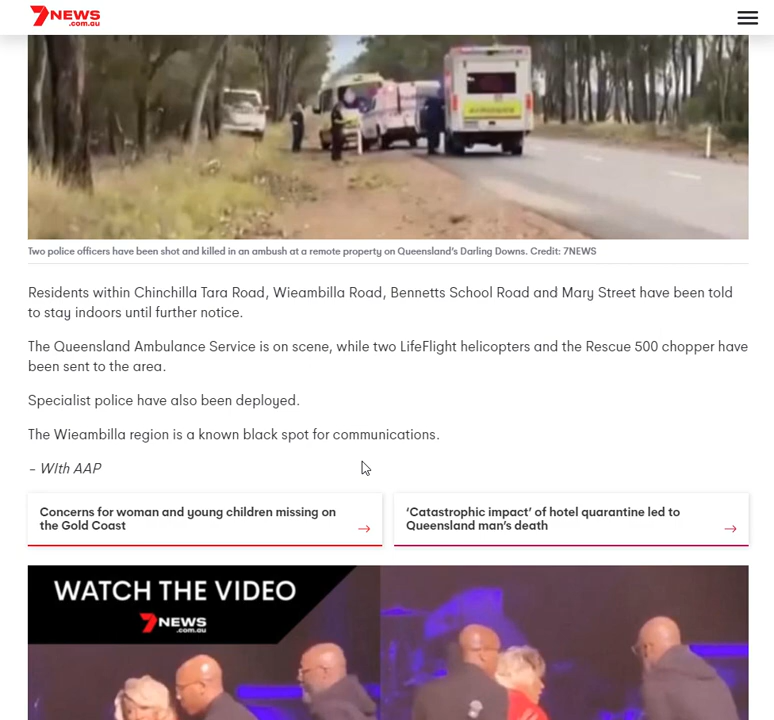 7NEWS
.com.au
Two police officers have been shot and killed in an ambush at a remote property on Queensland's Darling Downs. Credit: 7NEWS
Residents within Chinchilla Tara Road, Wieambilla Road, Bennetts School Road and Mary Street have been told
to stay indoors until further notice.
The Queensland Ambulance Service is on scene, while two LifeFlight helicopters and the Rescue 500 chopper have
been sent to the area.
Specialist police have also been deployed.
The Wieambilla region is a known black spot for communications.
– WIth AAP
Concerns for woman and young children missing on
the Gold Coast
‘Catastrophic impact’ of hotel quarantine led to
Queensland man’s death
WATCH THE VIDEO
7NEWS
.com.au